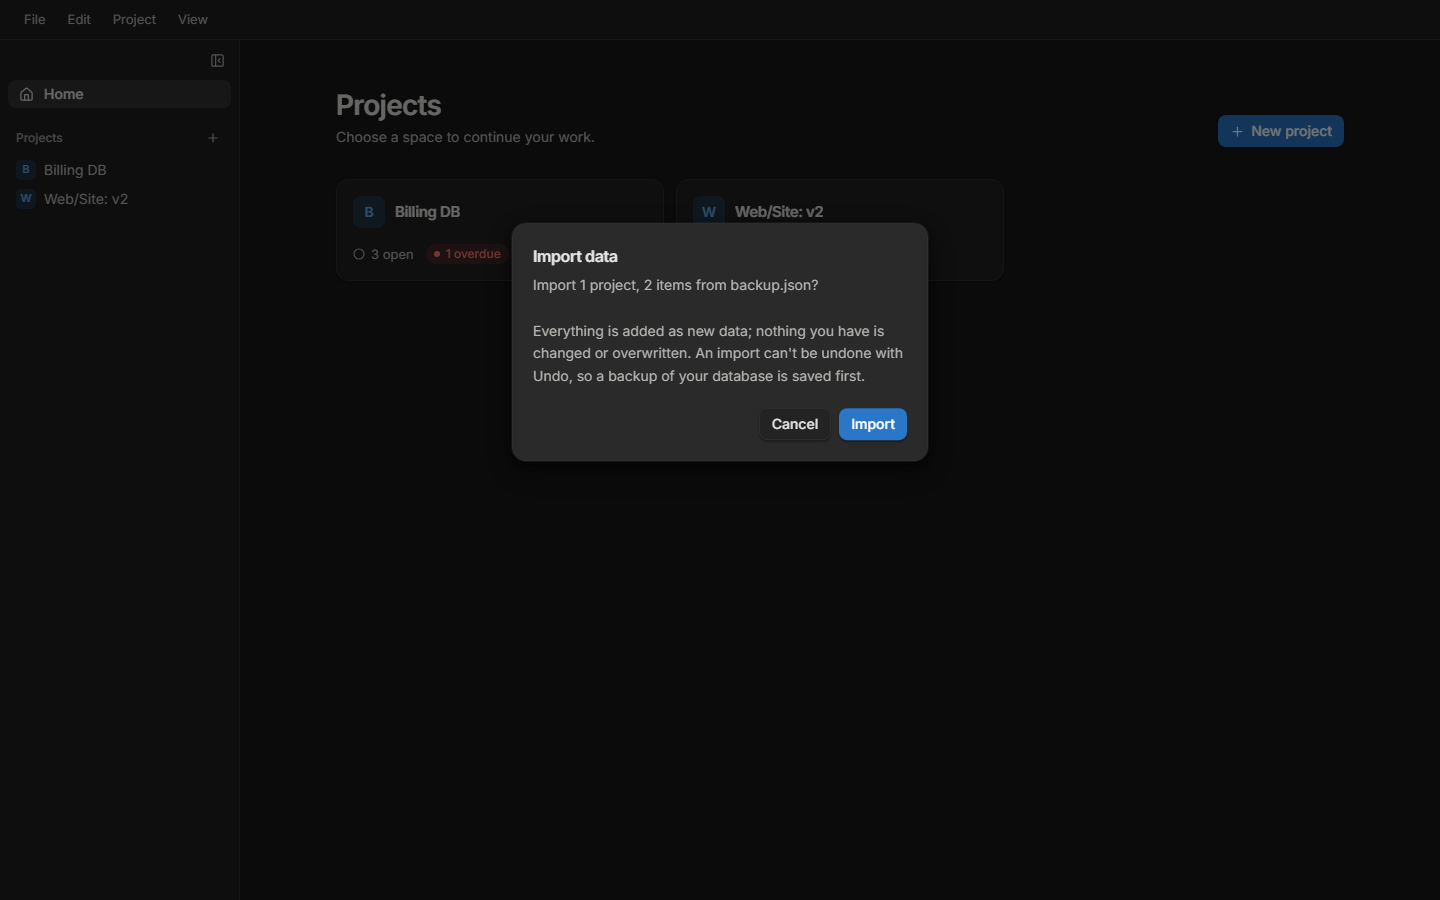 File Edit Project View
Home
Projects
B Billing DB
W Web/Site: v2
Projects
Choose a space to continue your work.
New project
B Billing DB
3 open 1 overdue
W Web/Site: v2
Import data
Import 1 project, 2 items from backup.json?
Everything is added as new data; nothing you have is
changed or overwritten. An import can't be undone with
Undo, so a backup of your database is saved first.
Cancel Import